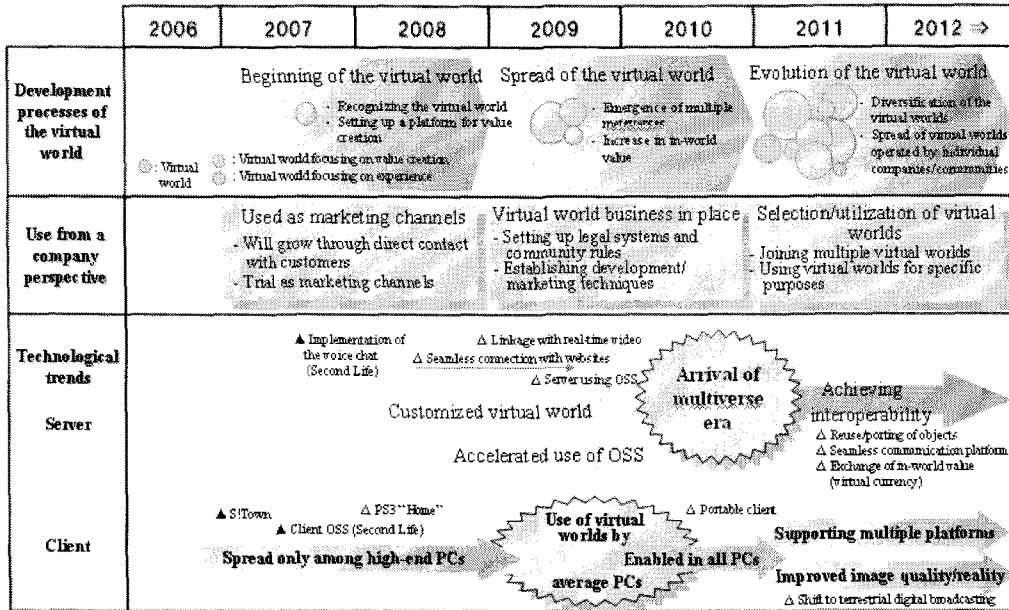 2006 2007 2008 2009 2010 2011 2012 ⇒
Development
processes of
the virtual
world
Beginning of the virtual world
- Recognizing the virtual world
- Setting up a platform for value
creation
: Virtual
world
: Virtual world focusing on value creation
: Virtual world focusing on experience
Spread of the virtual world
- Emergence of multiple
metaverses
- Increase in in-world
value
Evolution of the virtual world
- Diversification of the
virtual worlds
- Spread of virtual worlds
operated by individual
companies/communities
Use from a
company
perspective
Used as marketing channels
- Will grow through direct contact
with customers
- Trial as marketing channels
Virtual world business in place
- Setting up legal systems and
community rules
- Establishing development/
marketing techniques
Selection/utilization of virtual
worlds
- Joining multiple virtual worlds
- Using virtual worlds for specific
purposes
Technological
trends
Server
▲ Implementation of
the voice chat
(Second Life)
△ Linkage with real-time video
△ Seamless connection with websites
△ Server using OSS
Customized virtual world
Accelerated use of OSS
Arrival of
multiverse
era
Achieving
interoperability
△ Reuse/porting of objects
△ Seamless communication platform
△ Exchange of in-world value
(virtual currency)
Client
▲ S!Town
△ PS3 "Home"
▲ Client OSS (Second Life)
Spread only among high-end PCs
Use of virtual
worlds by
average PCs
△ Portable client
Enabled in all PCs
Supporting multiple platforms
Improved image quality/reality
△ Shift to terrestrial digital broadcasting